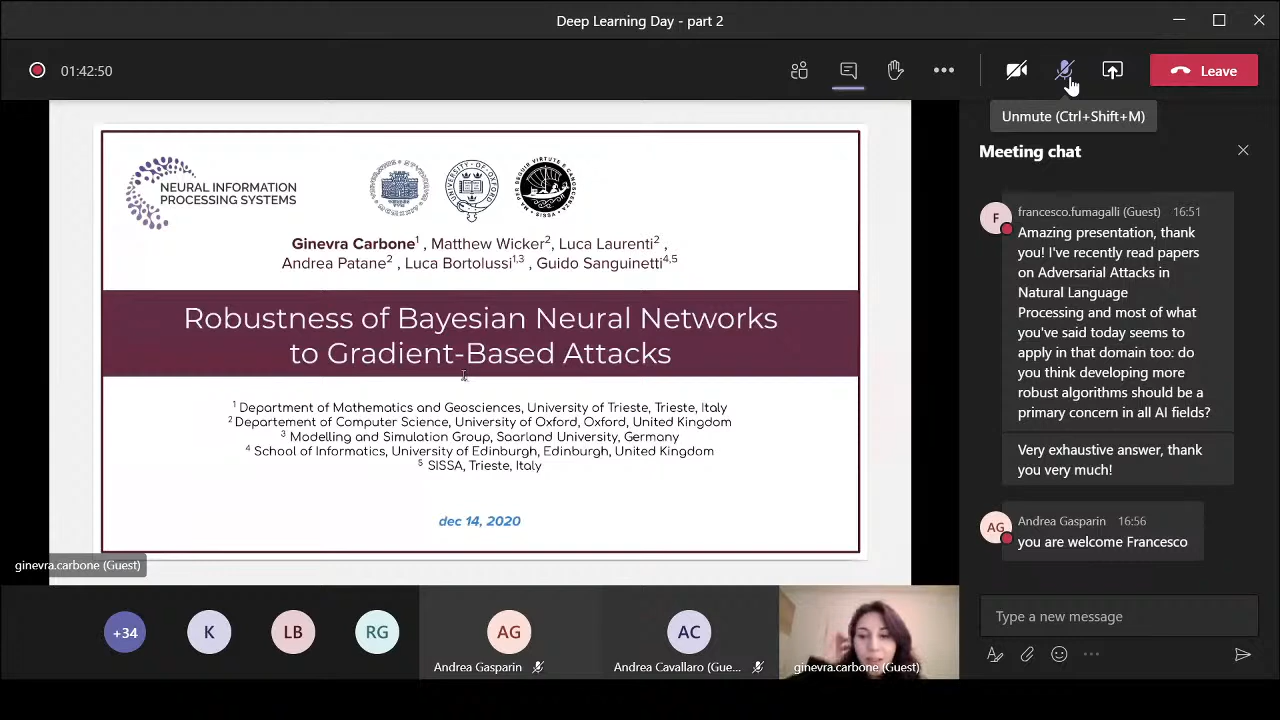 Deep Learning Day - part 2
01:42:50
Leave
Unmute (Ctrl+Shift+M)
NEURAL INFORMATION
PROCESSING SYSTEMS
Ginevra Carbone¹ , Matthew Wicker², Luca Laurenti² ,
Andrea Patane² , Luca Bortolussi¹,³ , Guido Sanguinetti⁴,⁵
Robustness of Bayesian Neural Networks
to Gradient-Based Attacks
¹ Department of Mathematics and Geosciences, University of Trieste, Trieste, Italy
² Departement of Computer Science, University of Oxford, Oxford, United Kingdom
³ Modelling and Simulation Group, Saarland University, Germany
⁴ School of Informatics, University of Edinburgh, Edinburgh, United Kingdom
⁵ SISSA, Trieste, Italy
dec 14, 2020
ginevra.carbone (Guest)
+34
K
LB
RG
AG
Andrea Gasparin
AC
Andrea Cavallaro (Gue...
ginevra.carbone (Guest)
Meeting chat
F
francesco.fumagalli (Guest) 16:51
Amazing presentation, thank
you! I've recently read papers
on Adversarial Attacks in
Natural Language
Processing and most of what
you've said today seems to
apply in that domain too: do
you think developing more
robust algorithms should be a
primary concern in all AI fields?
Very exhaustive answer, thank
you very much!
AG
Andrea Gasparin 16:56
you are welcome Francesco
Type a new message